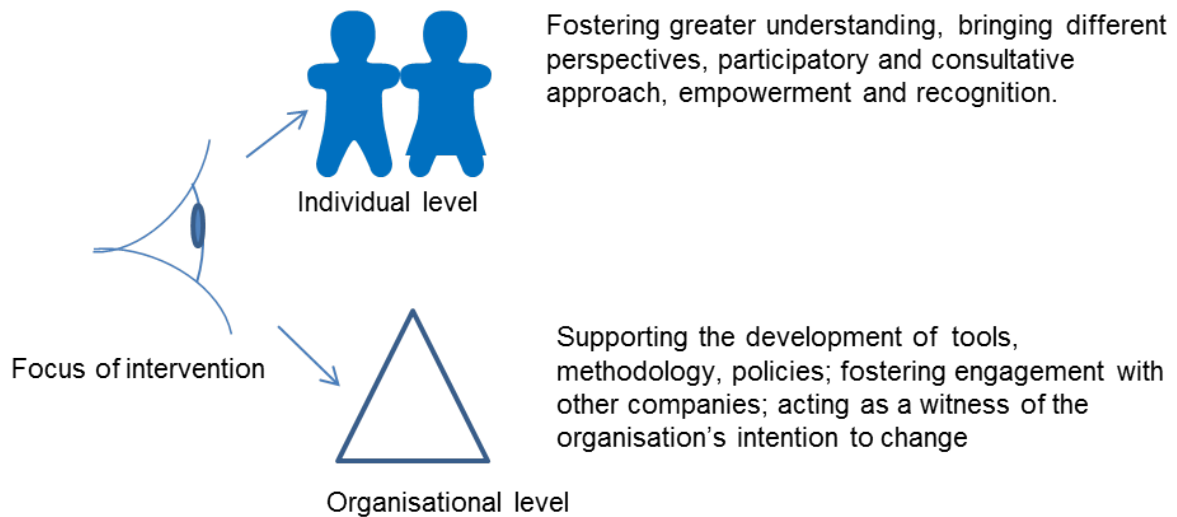 Fostering greater understanding, bringing different
perspectives, participatory and consultative
approach, empowerment and recognition.
Individual level
Focus of intervention
Supporting the development of tools,
methodology, policies; fostering engagement with
other companies; acting as a witness of the
organisation’s intention to change
Organisational level